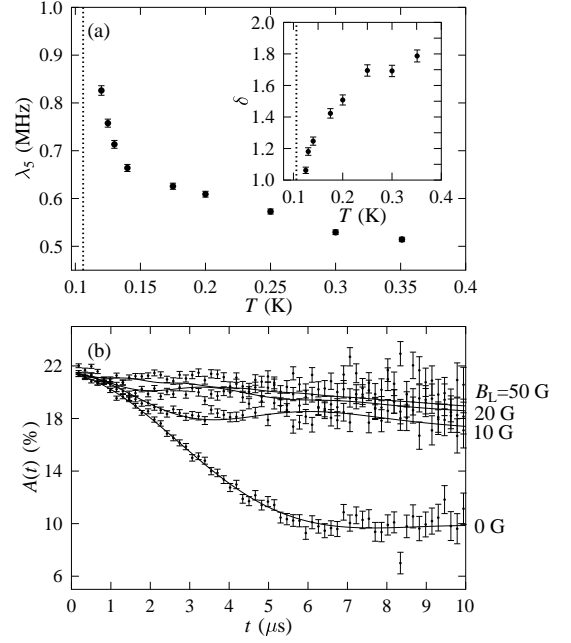 (a)
1.0
0.9
0.8
0.7
0.6
0.5
λ5 (MHz)
0.1 0.15 0.2 0.25 0.3 0.35 0.4
T (K)
2.0
1.8
1.6
1.4
1.2
1.0
δ
0.1 0.2 0.3 0.4
T (K)
(b)
22
18
14
10
6
A(t) (%)
BL=50 G
20 G
10 G
0 G
0 1 2 3 4 5 6 7 8 9 10
t (μs)